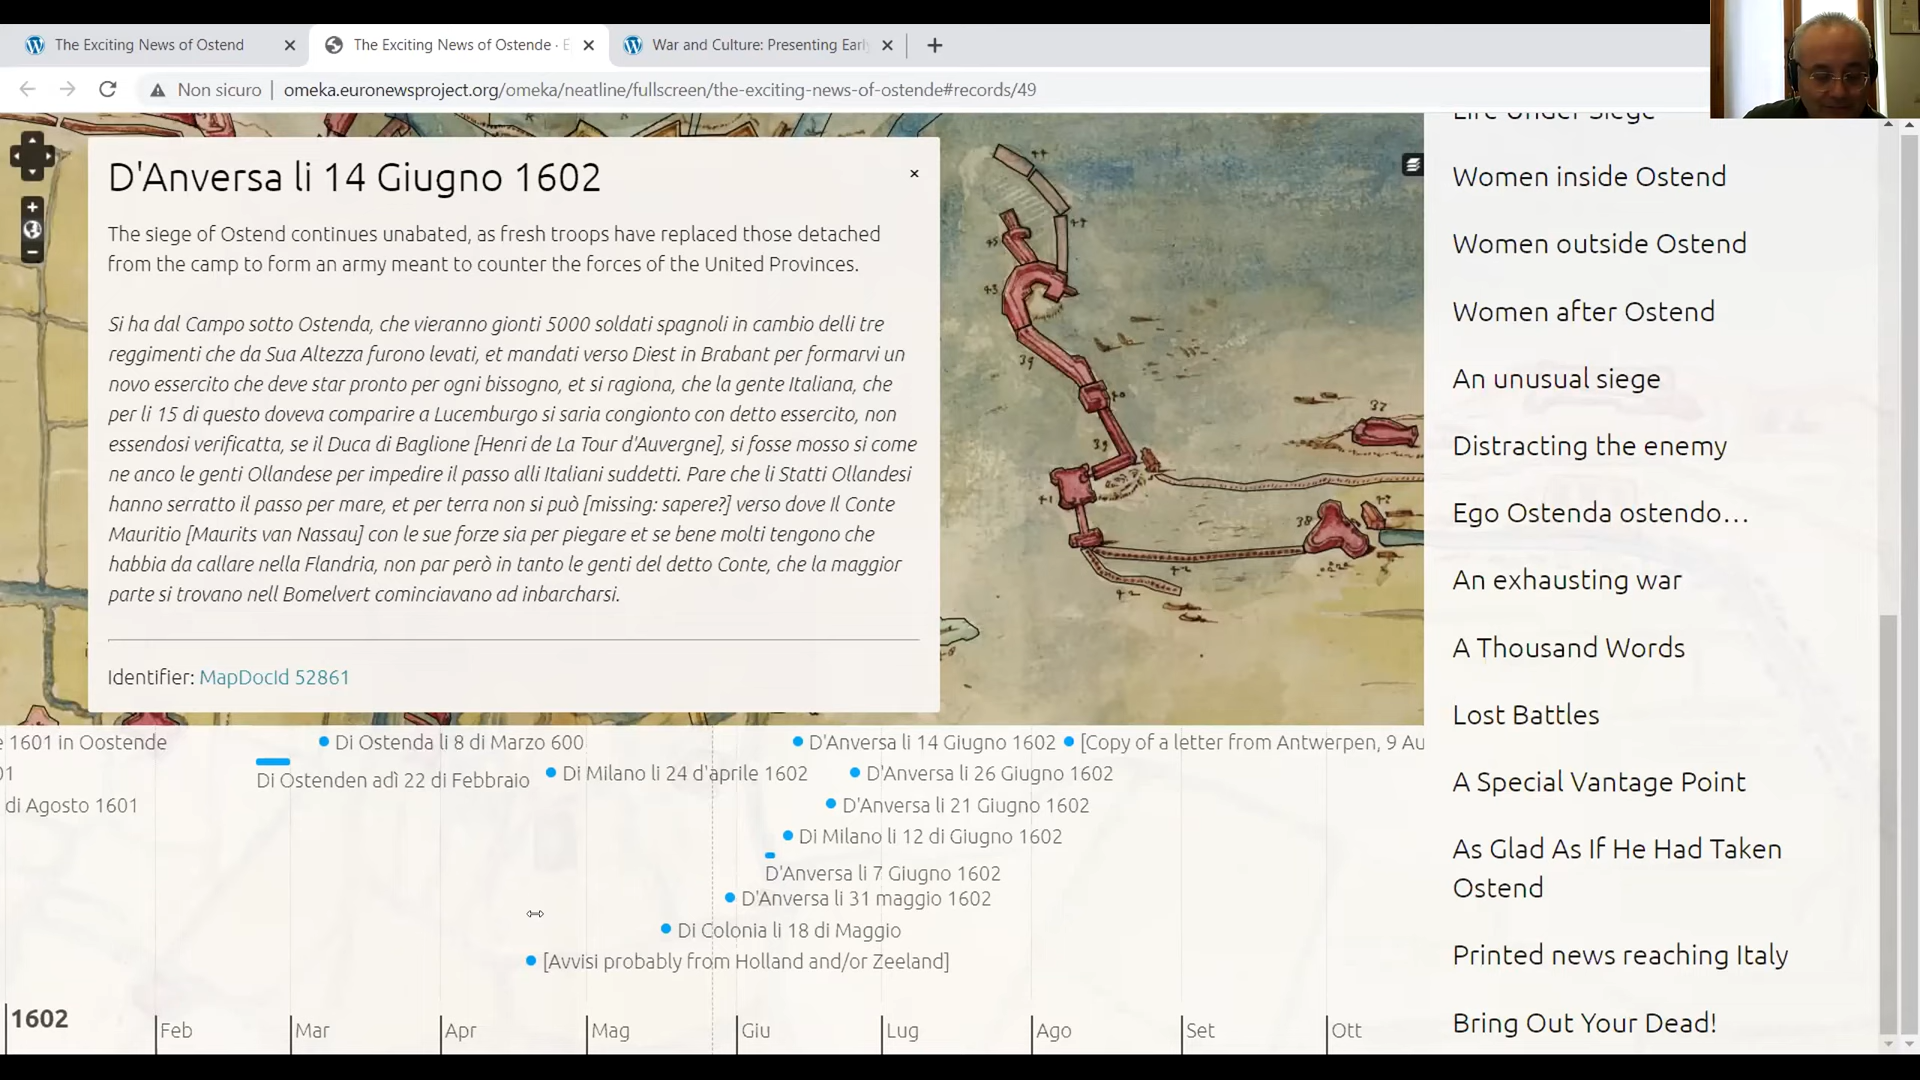 The Exciting News of Ostend
The Exciting News of Ostende · E
War and Culture: Presenting Earl
Non sicuro
omeka.euronewsproject.org/omeka/neatline/fullscreen/the-exciting-news-of-ostende#records/49
D'Anversa li 14 Giugno 1602
The siege of Ostend continues unabated, as fresh troops have replaced those detached
from the camp to form an army meant to counter the forces of the United Provinces.
Si ha dal Campo sotto Ostenda, che vieranno gionti 5000 soldati spagnoli in cambio delli tre
reggimenti che da Sua Altezza furono levati, et mandati verso Diest in Brabant per formarvi un
novo essercito che deve star pronto per ogni bissogno, et si ragiona, che la gente Italiana, che
per li 15 di questo doveva comparire a Lucemburgo si saria congionto con detto essercito, non
essendosi verificatta, se il Duca di Baglione [Henri de La Tour d'Auvergne], si fosse mosso si come
ne anco le genti Ollandese per impedire il passo alli Italiani suddetti. Pare che li Statti Ollandesi
hanno serratto il passo per mare, et per terra non si può [missing: sapere?] verso dove Il Conte
Mauritio [Maurits van Nassau] con le sue forze sia per piegare et se bene molti tengono che
habbia da callare nella Flandria, non par però in tanto le genti del detto Conte, che la maggior
parte si trovano nell Bomelvert cominciavano ad inbarcharsi.
Identifier: MapDocId 52861
44
44
45
43
39
40
39
41
37
38
42
42
Life Under Siege
Women inside Ostend
Women outside Ostend
Women after Ostend
An unusual siege
Distracting the enemy
Ego Ostenda ostendo…
An exhausting war
A Thousand Words
Lost Battles
A Special Vantage Point
As Glad As If He Had Taken
Ostend
Printed news reaching Italy
Bring Out Your Dead!
1601 in Oostende
Di Ostenda li 8 di Marzo 600
D'Anversa li 14 Giugno 1602
[Copy of a letter from Antwerpen, 9 Au
01
Di Ostenden adì 22 di Febbraio
Di Milano li 24 d'aprile 1602
D'Anversa li 26 Giugno 1602
di Agosto 1601
D'Anversa li 21 Giugno 1602
Di Milano li 12 di Giugno 1602
D'Anversa li 7 Giugno 1602
D'Anversa li 31 maggio 1602
Di Colonia li 18 di Maggio
[Avvisi probably from Holland and/or Zeeland]
1602
Feb
Mar
Apr
Mag
Giu
Lug
Ago
Set
Ott